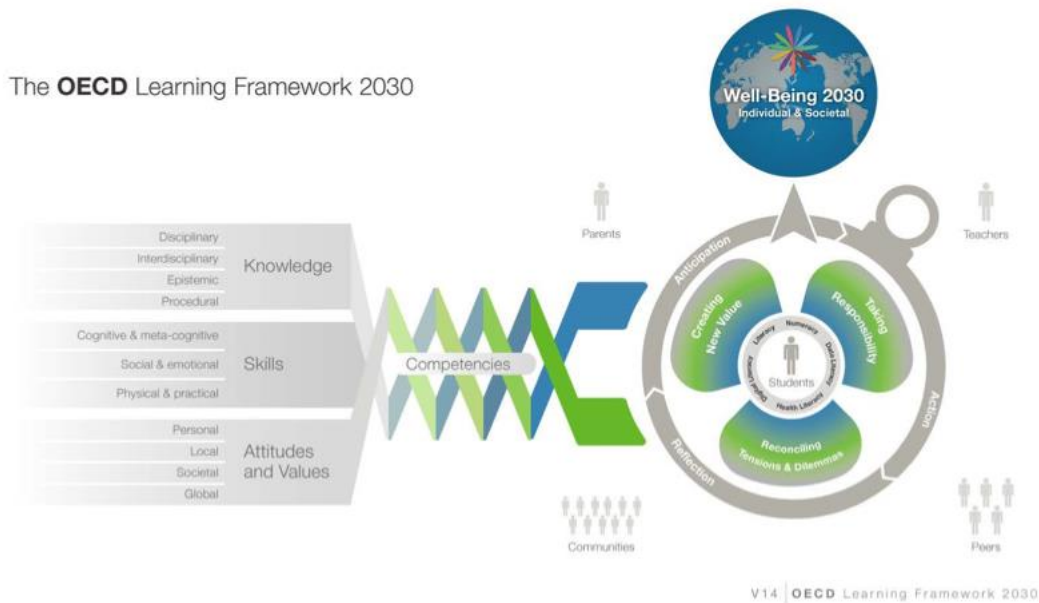 The OECD Learning Framework 2030
Well-Being 2030
Individual & Societal
Disciplinary
Interdisciplinary
Epistemic
Procedural
Knowledge
Cognitive & meta-cognitive
Social & emotional
Physical & practical
Skills
Personal
Local
Societal
Global
Attitudes
and Values
Competencies
Parents
Teachers
Anticipation
Action
Reflection
Creating
New Value
Taking
Responsibility
Reconciling
Tensions & Dilemmas
Literacy
Numeracy
Data Literacy
Health Literacy
Digital Literacy
Students
Communities
Peers
V14 | OECD Learning Framework 2030